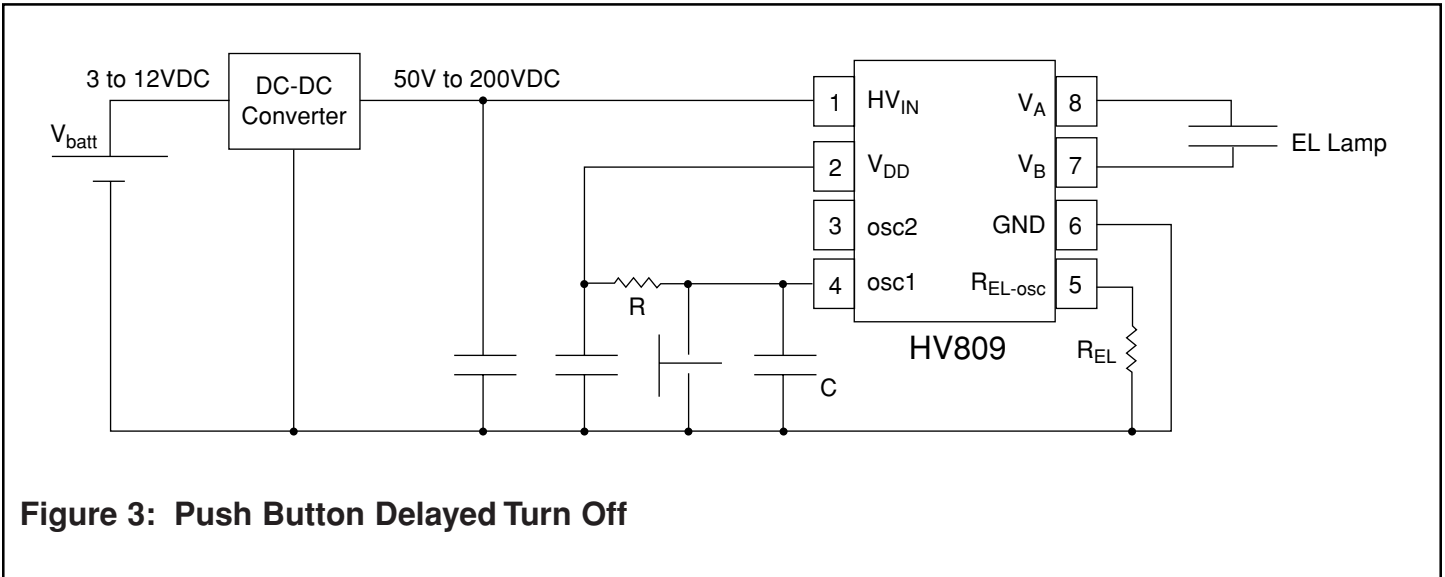 3 to 12VDC
DC-DC
Converter
50V to 200VDC
V_batt
1
HV_IN
V_A
8
EL Lamp
2
V_DD
V_B
7
3
osc2
GND
6
4
osc1
R_EL-osc
5
R
HV809
R_EL
C
Figure 3: Push Button Delayed Turn Off